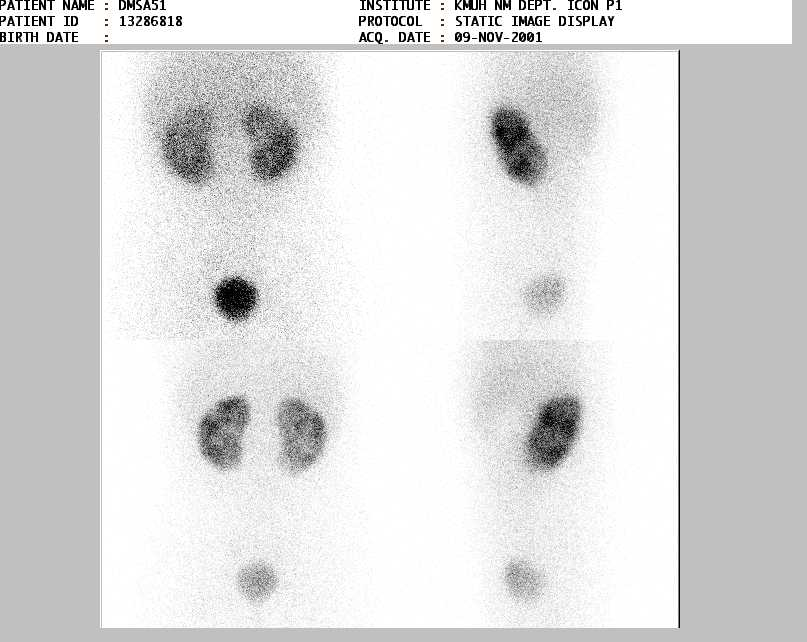 PATIENT NAME : DMSA51 INSTITUTE : KMUH NM DEPT. ICON P1
PATIENT ID : 13286818 PROTOCOL : STATIC IMAGE DISPLAY
BIRTH DATE : ACQ. DATE : 09-NOV-2001